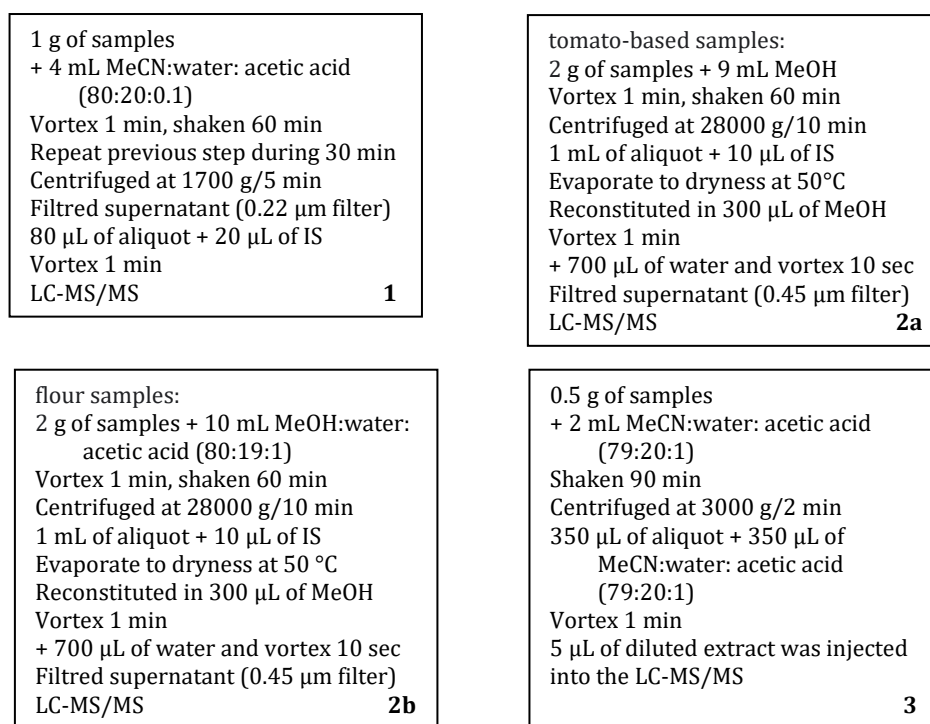 1 g of samples
+ 4 mL MeCN:water: acetic acid
(80:20:0.1)
Vortex 1 min, shaken 60 min
Repeat previous step during 30 min
Centrifuged at 1700 g/5 min
Filtred supernatant (0.22 µm filter)
80 µL of aliquot + 20 µL of IS
Vortex 1 min
LC-MS/MS 1
tomato-based samples:
2 g of samples + 9 mL MeOH
Vortex 1 min, shaken 60 min
Centrifuged at 28000 g/10 min
1 mL of aliquot + 10 µL of IS
Evaporate to dryness at 50°C
Reconstituted in 300 µL of MeOH
Vortex 1 min
+ 700 µL of water and vortex 10 sec
Filtred supernatant (0.45 µm filter)
LC-MS/MS 2a
flour samples:
2 g of samples + 10 mL MeOH:water:
acetic acid (80:19:1)
Vortex 1 min, shaken 60 min
Centrifuged at 28000 g/10 min
1 mL of aliquot + 10 µL of IS
Evaporate to dryness at 50 °C
Reconstituted in 300 µL of MeOH
Vortex 1 min
+ 700 µL of water and vortex 10 sec
Filtred supernatant (0.45 µm filter)
LC-MS/MS 2b
0.5 g of samples
+ 2 mL MeCN:water: acetic acid
(79:20:1)
Shaken 90 min
Centrifuged at 3000 g/2 min
350 µL of aliquot + 350 µL of
MeCN:water: acetic acid
(79:20:1)
Vortex 1 min
5 µL of diluted extract was injected
into the LC-MS/MS
3